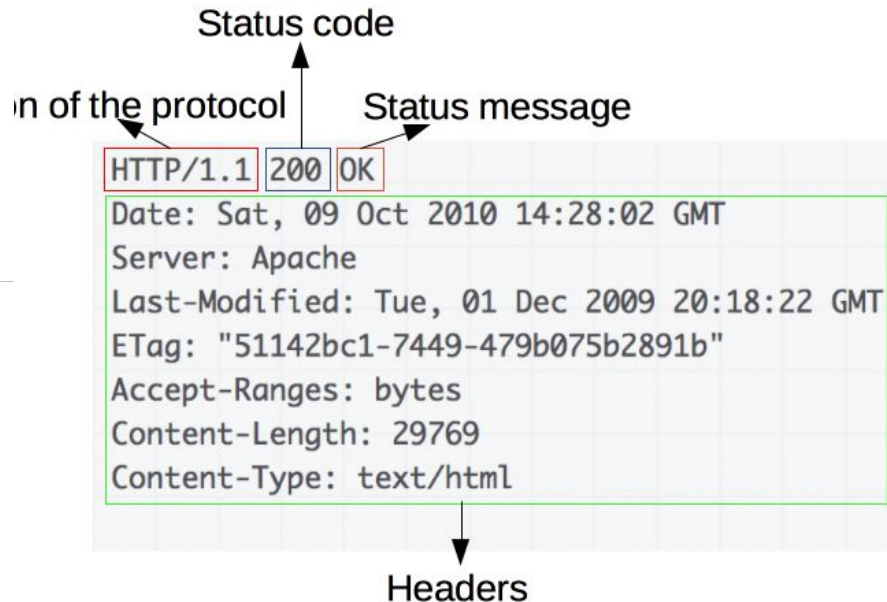 Status code
on of the protocol Status message
HTTP/1.1 200 OK
Date: Sat, 09 Oct 2010 14:28:02 GMT
Server: Apache
Last-Modified: Tue, 01 Dec 2009 20:18:22 GMT
ETag: "51142bc1-7449-479b075b2891b"
Accept-Ranges: bytes
Content-Length: 29769
Content-Type: text/html
Headers